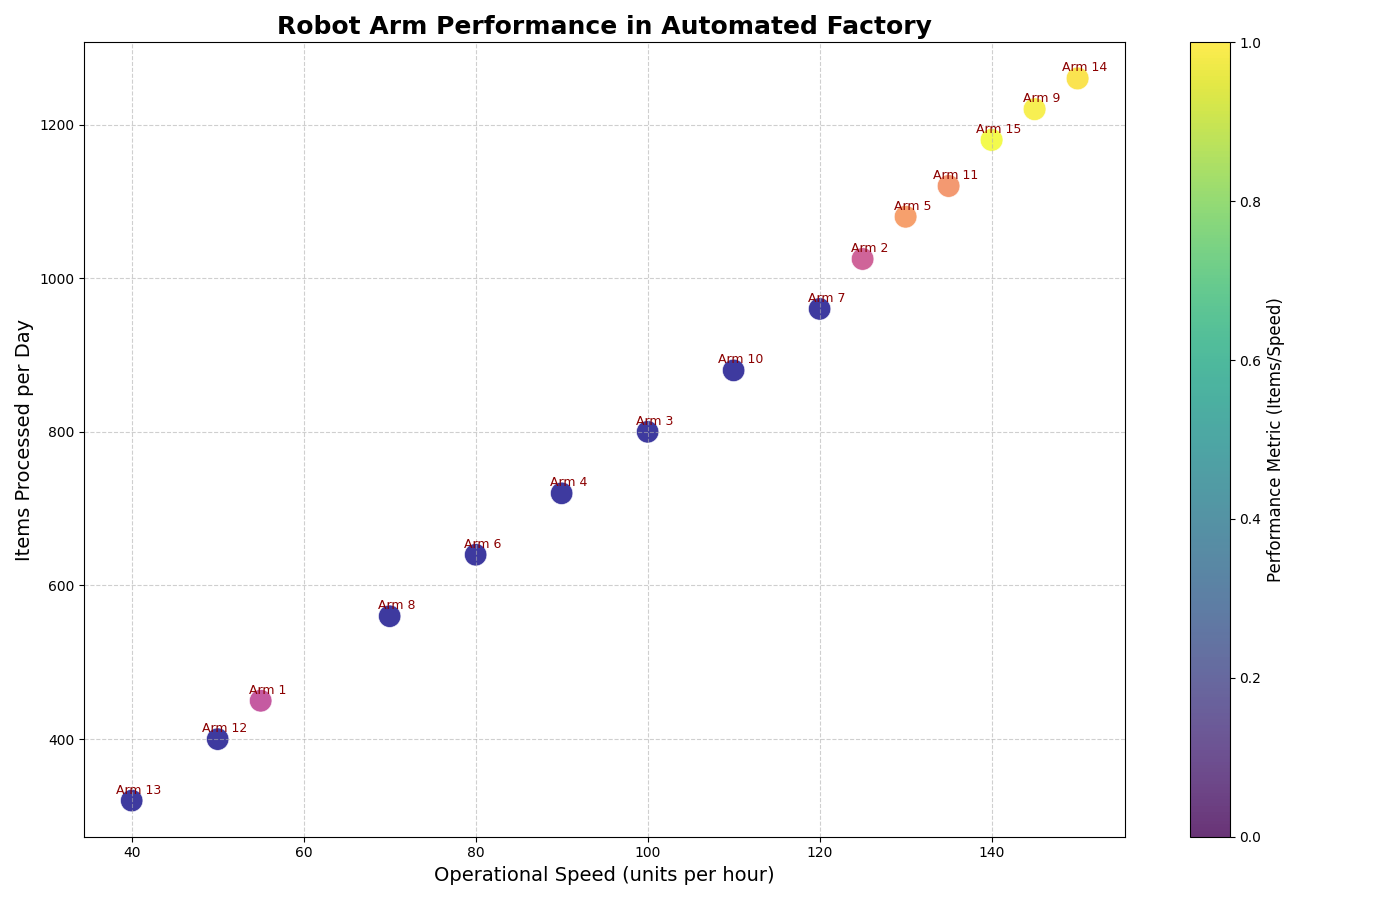 Robot Arm Performance in Automated Factory
Arm 14
Arm 9
Arm 15
Arm 11
Arm 5
Arm 2
Arm 7
Arm 10
Arm 3
Arm 4
Arm 6
Arm 8
Arm 1
Arm 12
Arm 13
Items Processed per Day
1200
1000
800
600
400
40
60
80
100
120
140
Operational Speed (units per hour)
1.0
0.8
0.6
0.4
0.2
0.0
Performance Metric (Items/Speed)